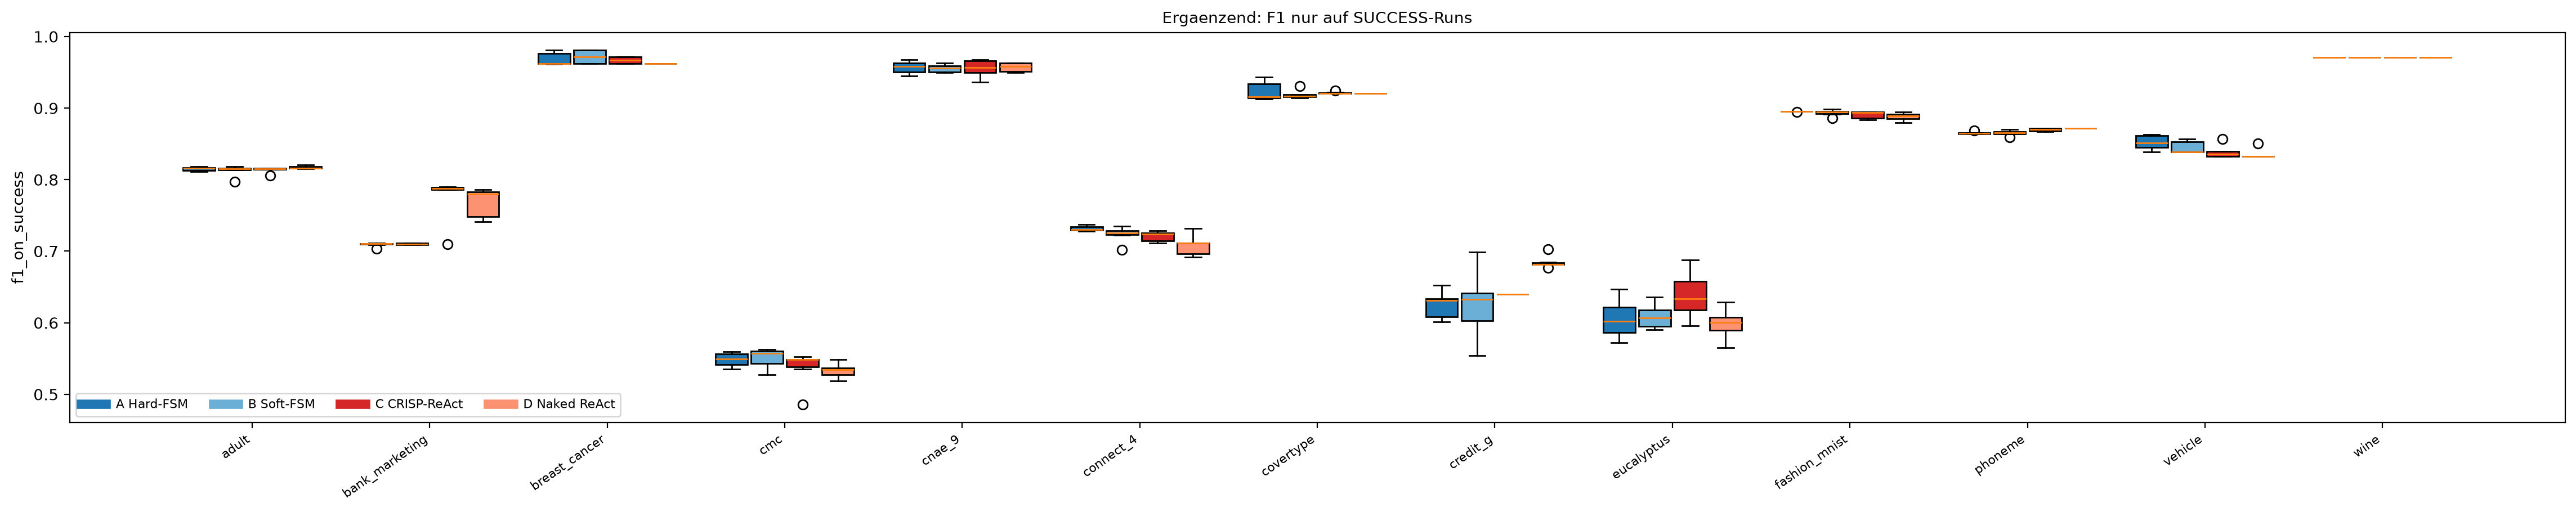 Ergaenzend: F1 nur auf SUCCESS-Runs
f1_on_success
1.0
0.9
0.8
0.7
0.6
0.5
A Hard-FSM
B Soft-FSM
C CRISP-ReAct
D Naked ReAct
adult
bank_marketing
breast_cancer
cmc
cnae_9
connect_4
covertype
credit_g
eucalyptus
fashion_mnist
phoneme
vehicle
wine